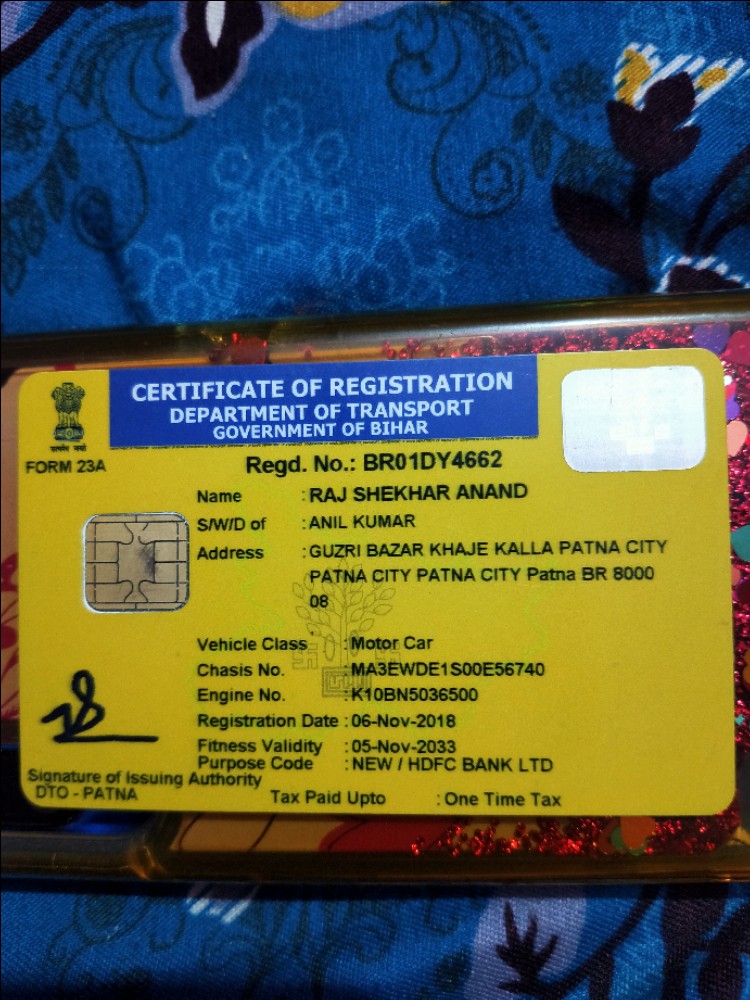 CERTIFICATE OF REGISTRATION
DEPARTMENT OF TRANSPORT
GOVERNMENT OF BIHAR
सत्यमेव जयते
FORM 23A
Regd. No.: BR01DY4662
Name : RAJ SHEKHAR ANAND
S/W/D of : ANIL KUMAR
Address : GUZRI BAZAR KHAJE KALLA PATNA CITY
PATNA CITY PATNA CITY Patna BR 8000
08
Vehicle Class : Motor Car
Chasis No. : MA3EWDE1S00E56740
Engine No. : K10BN5036500
Registration Date : 06-Nov-2018
Fitness Validity : 05-Nov-2033
Purpose Code : NEW / HDFC BANK LTD
Signature of Issuing Authority
DTO - PATNA
Tax Paid Upto : One Time Tax